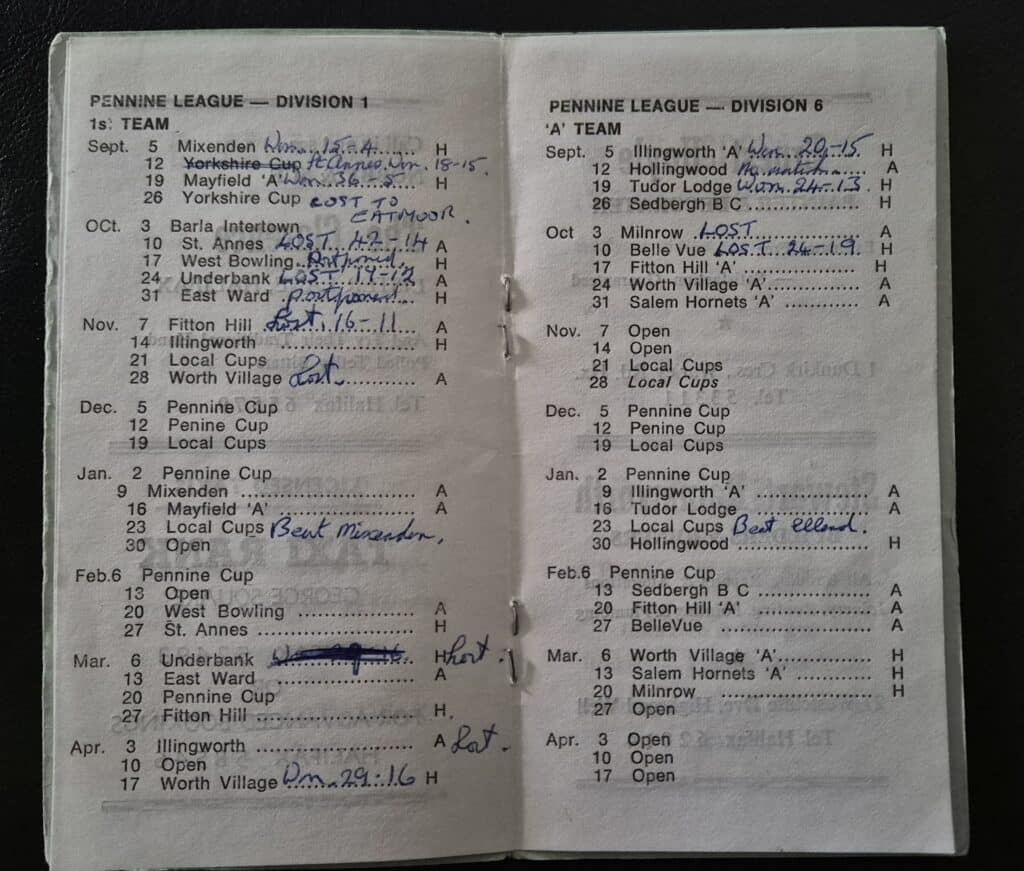 PENNINE LEAGUE — DIVISION 1
1st TEAM
Sept. 5 Mixenden Won 15-4 H
12 Yorkshire Cup St Annes Won 18-15.
19 Mayfield 'A' Won 36-5 H
26 Yorkshire Cup LOST TO EATMOOR.
OCt. 3 Barla Intertown
10 St. Annes LOST 42-14 A
17 West Bowling Postponed H
24 Underbank LOST 14-12 A
31 East Ward postponed H
Nov. 7 Fitton Hill Lost 16-11 A
14 Illingworth H
21 Local Cups
28 Worth Village Lost. A
Dec. 5 Pennine Cup
12 Penine Cup
19 Local Cups
Jan. 2 Pennine Cup
9 Mixenden A
16 Mayfield 'A' A
23 Local Cups Beat Mixenden.
30 Open
Feb.6 Pennine Cup
13 Open
20 West Bowling A
27 St. Annes H
Mar. 6 Underbank H Lost.
13 East Ward A
20 Pennine Cup
27 Fitton Hill H.
Apr. 3 Illingworth A Lost.
10 Open
17 Worth Village Won 29-16 H
PENNINE LEAGUE — DIVISION 6
'A' TEAM
Sept. 5 Illingworth 'A' Won 20-15 H
12 Hollingwood No match A
19 Tudor Lodge Won 24-13. H
26 Sedbergh B C H
Oct 3 Milnrow LOST A
10 Belle Vue LOST 24-19. H
17 Fitton Hill 'A' H
24 Worth Village 'A' A
31 Salem Hornets 'A' A
Nov. 7 Open
14 Open
21 Local Cups
28 Local Cups
Dec. 5 Pennine Cup
12 Penine Cup
19 Local Cups
Jan. 2 Pennine Cup
9 Illingworth 'A' A
16 Tudor Lodge A
23 Local Cups Beat Elland.
30 Hollingwood H
Feb.6 Pennine Cup
13 Sedbergh B C A
20 Fitton Hill 'A' A
27 BelleVue A
Mar. 6 Worth Village 'A' H
13 Salem Hornets 'A' H
20 Milnrow H
27 Open
Apr. 3 Open
10 Open
17 Open